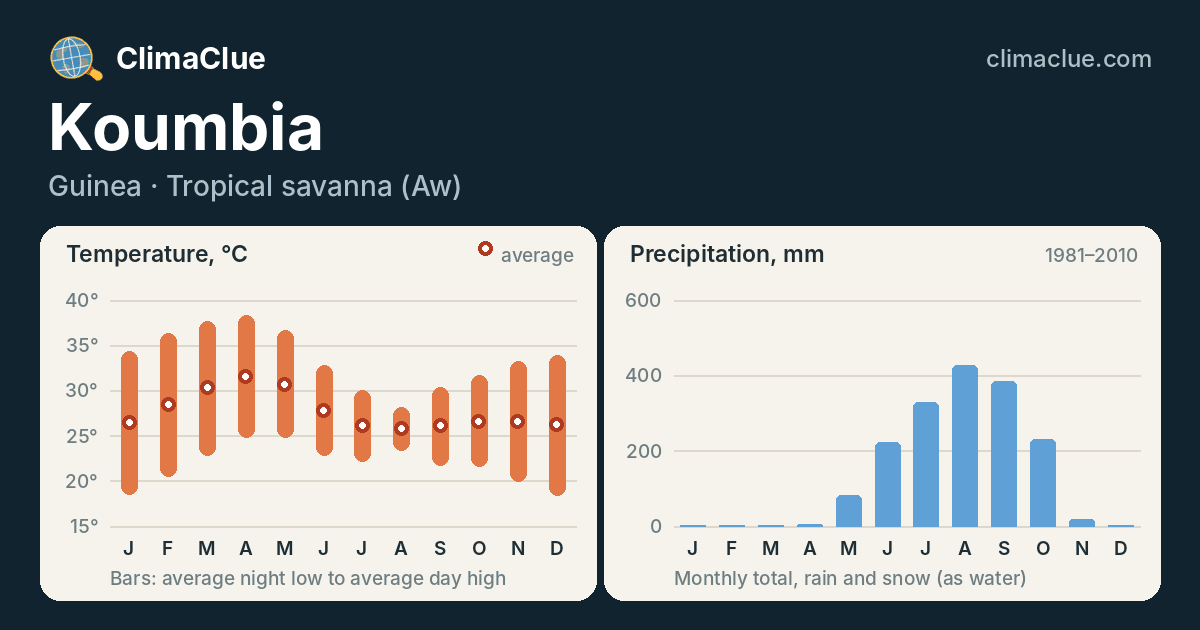 ClimaClue
climaclue.com
Koumbia
Guinea · Tropical savanna (Aw)
Temperature, °C
average
40°
35°
30°
25°
20°
15°
J F M A M J J A S O N D
Bars: average night low to average day high
Precipitation, mm
1981–2010
600
400
200
0
J F M A M J J A S O N D
Monthly total, rain and snow (as water)